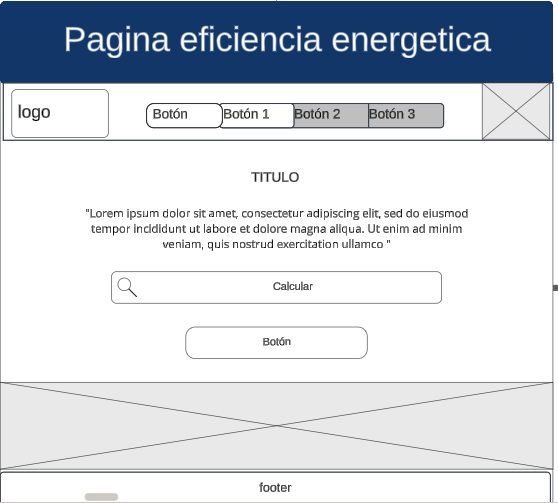 Pagina eficiencia energetica
logo
Botón
Botón 1
Botón 2
Botón 3
TITULO
"Lorem ipsum dolor sit amet, consectetur adipiscing elit, sed do eiusmod
tempor incididunt ut labore et dolore magna aliqua. Ut enim ad minim
veniam, quis nostrud exercitation ullamco "
Calcular
Botón
footer